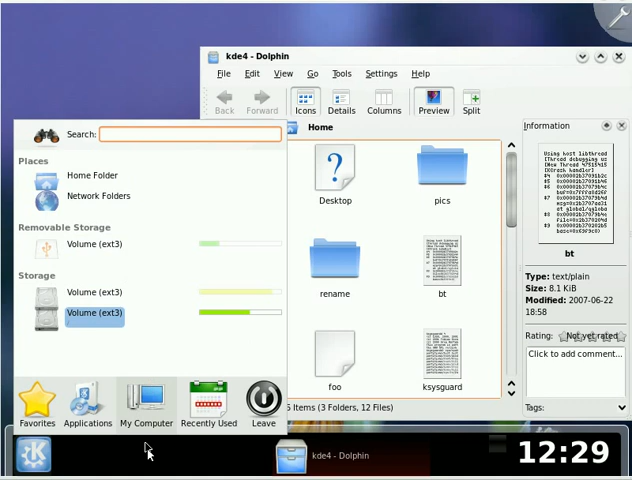 kde4 - Dolphin
File Edit View Go Tools Settings Help
Back Forward Icons Details Columns Preview Split
Search:
Places
Home Folder
Network Folders
Removable Storage
Volume (ext3)
Storage
Volume (ext3)
Volume (ext3)
Favorites Applications My Computer Recently Used Leave
Home
Desktop pics
rename bt
foo ksysguard
Items (3 Folders, 12 Files)
Information
bt
Type: text/plain
Size: 8.1 KiB
Modified: 2007-06-22
18:58
Rating: Not yet rated
Click to add comment...
Tags:
kde4 - Dolphin
12:29